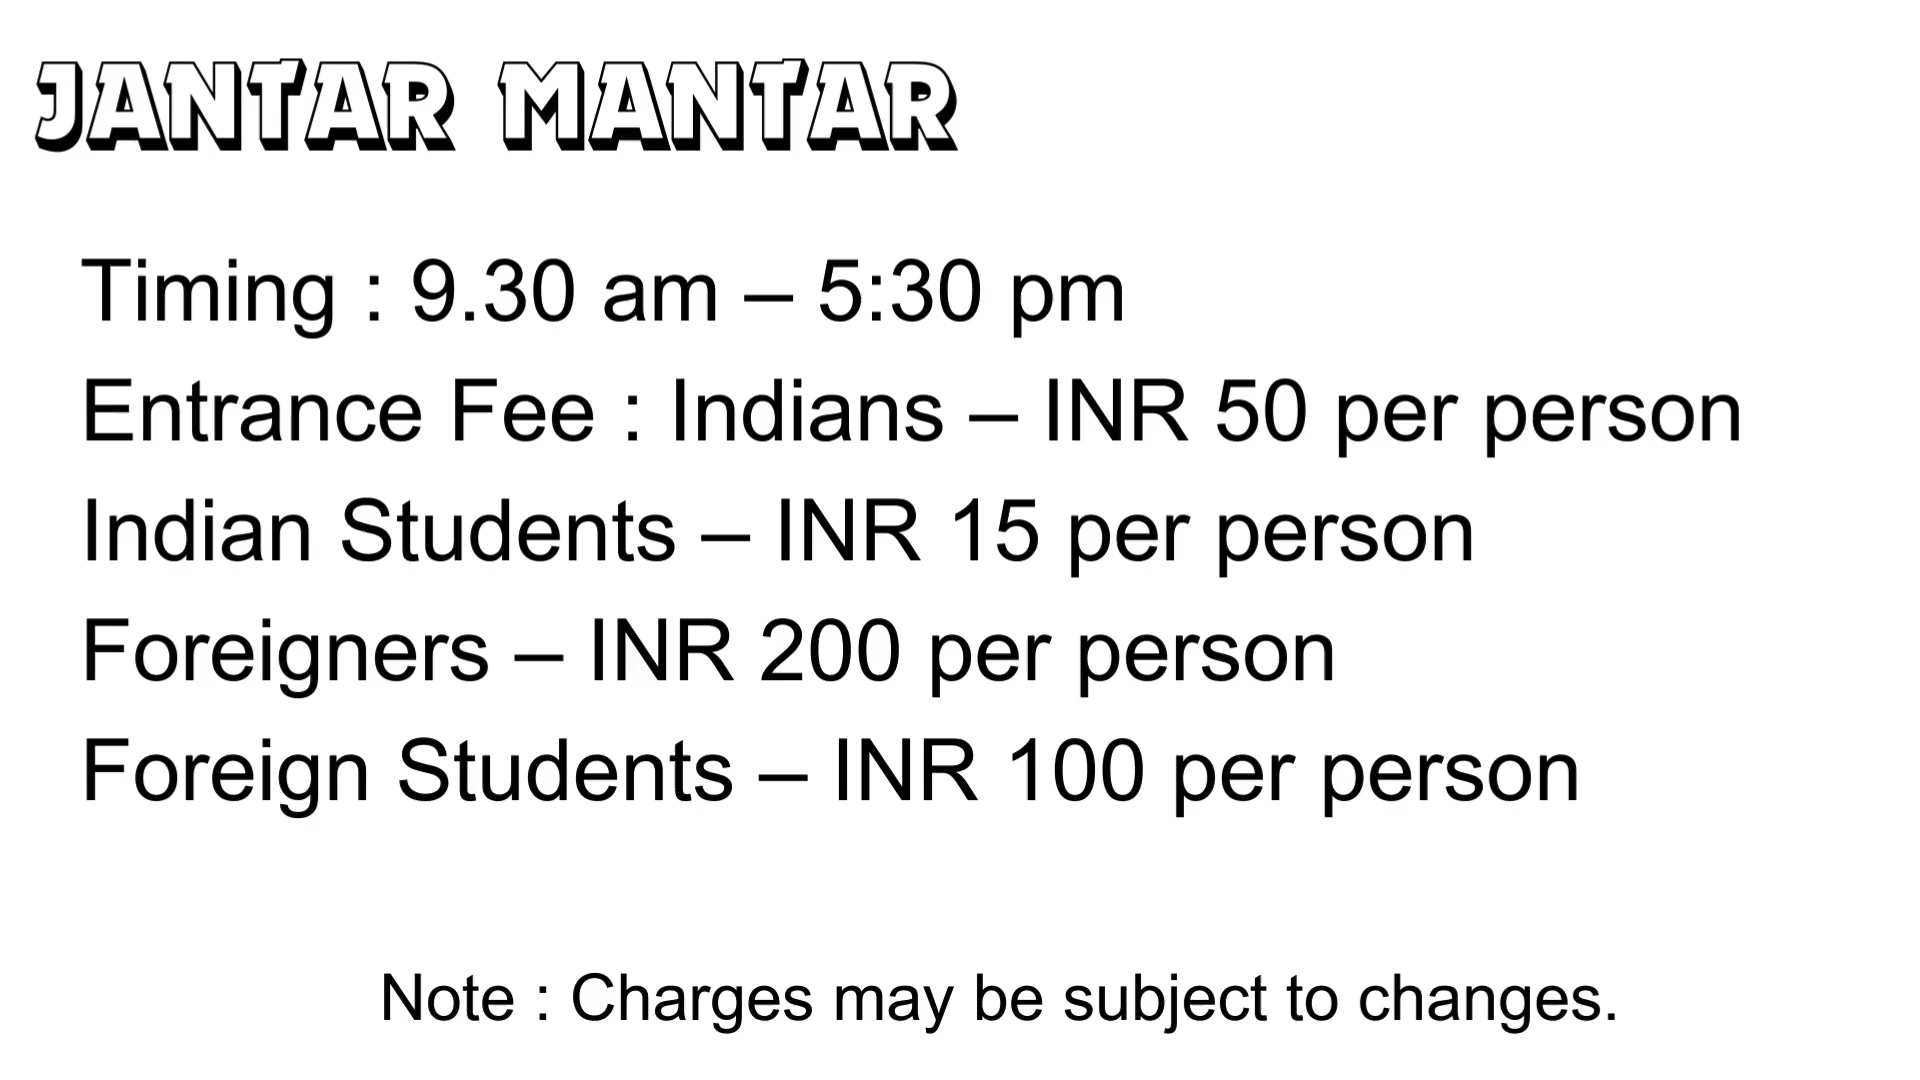 JANTAR MANTAR
Timing : 9.30 am – 5:30 pm
Entrance Fee : Indians – INR 50 per person
Indian Students – INR 15 per person
Foreigners – INR 200 per person
Foreign Students – INR 100 per person
Note : Charges may be subject to changes.